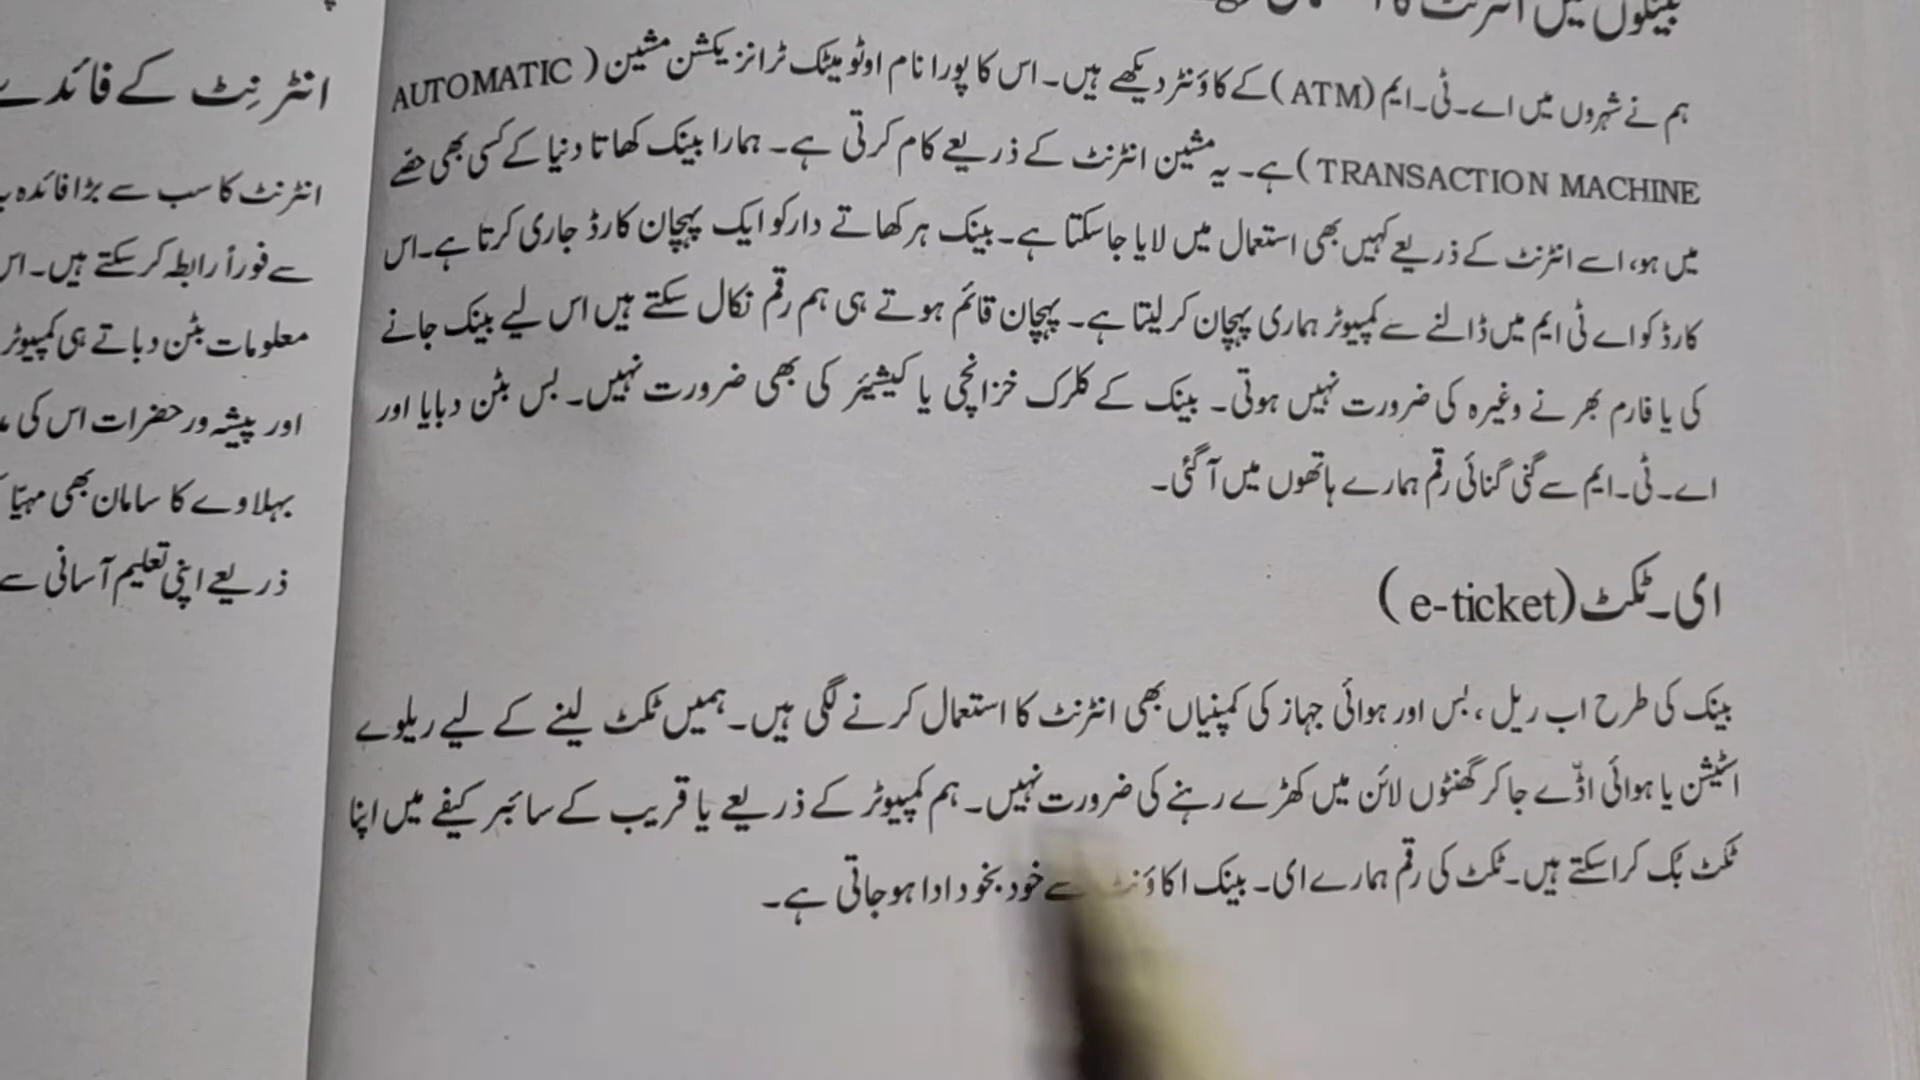 بینکوں میں انٹرنٹ کا استعمال
ہم نے شہروں میں اے۔ٹی۔ایم (ATM) کے کاؤنٹر دیکھے ہیں۔ اس کا پورا نام اوٹومیٹک ٹرانزیکشن مشین (AUTOMATIC
TRANSACTION MACHINE) ہے۔ یہ مشین انٹرنٹ کے ذریعے کام کرتی ہے۔ ہمارا بینک کھاتا دنیا کے کسی بھی حصّے
میں ہو، اسے انٹرنٹ کے ذریعے کہیں بھی استعمال میں لایا جاسکتا ہے۔ بینک ہر کھاتے دار کو ایک پہچان کارڈ جاری کرتا ہے۔ اس
کارڈ کو اے ٹی ایم میں ڈالنے سے کمپیوٹر ہماری پہچان کرلیتا ہے۔ پہچان قائم ہوتے ہی ہم رقم نکال سکتے ہیں اس لیے بینک جانے
کی یا فارم بھرنے وغیرہ کی ضرورت نہیں ہوتی۔ بینک کے کلرک خزانچی یا کیشیئر کی بھی ضرورت نہیں۔ بس بٹن دبایا اور
اے۔ٹی۔ایم سے گنی گنائی رقم ہمارے ہاتھوں میں آگئی۔
ای۔ٹکٹ (e-ticket)
بینک کی طرح اب ریل، بس اور ہوائی جہاز کی کمپنیاں بھی انٹرنٹ کا استعمال کرنے لگی ہیں۔ ہمیں ٹکٹ لینے کے لیے ریلوے
اسٹیشن یا ہوائی اڈّے جاکر گھنٹوں لائن میں کھڑے رہنے کی ضرورت نہیں۔ ہم کمپیوٹر کے ذریعے یا قریب کے سائبر کیفے میں اپنا
ٹکٹ بُک کراسکتے ہیں۔ ٹکٹ کی رقم ہمارے ای۔ بینک اکاؤنٹ سے خود بخود ادا ہوجاتی ہے۔
انٹرنِٹ کے فائدے
انٹرنٹ کا سب سے بڑا فائدہ
سے فوراً رابطہ کرسکتے ہیں۔ اس
معلومات بٹن دباتے ہی کمپیوٹر
اور پیشہ ور حضرات اس کی
بہلاوے کا سامان بھی مہیّا
ذریعے اپنی تعلیم آسانی سے